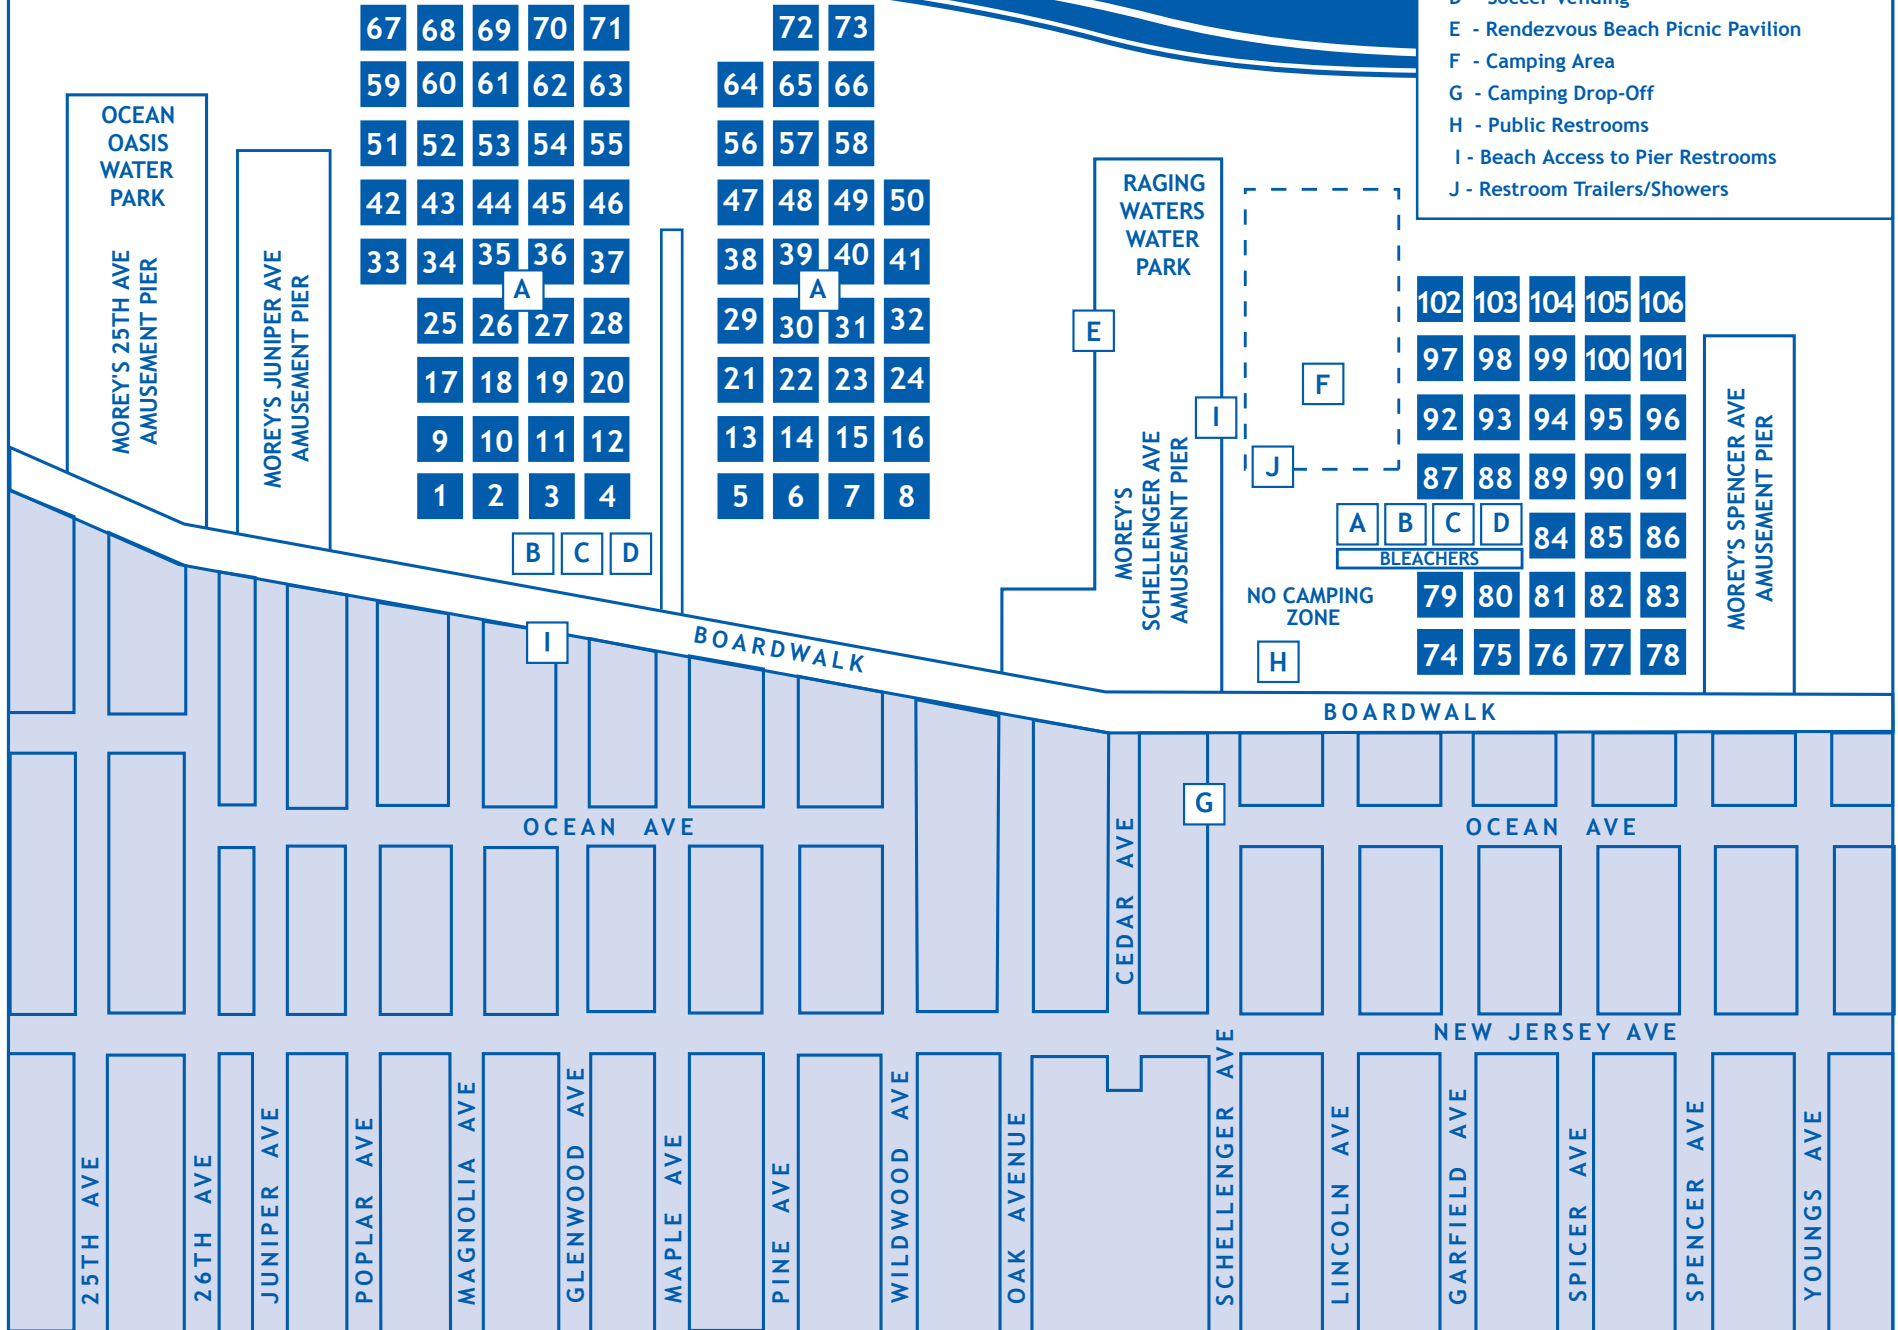 D - Soccer Vending
E - Rendezvous Beach Picnic Pavilion
F - Camping Area
G - Camping Drop-Off
H - Public Restrooms
I - Beach Access to Pier Restrooms
J - Restroom Trailers/Showers
67 68 69 70 71
72 73
59 60 61 62 63
64 65 66
51 52 53 54 55
56 57 58
42 43 44 45 46
47 48 49 50
33 34 35 36 37
38 39 40 41
A
A
25 26 27 28
29 30 31 32
17 18 19 20
21 22 23 24
9 10 11 12
13 14 15 16
1 2 3 4
5 6 7 8
B C D
OCEAN
OASIS
WATER
PARK
MOREY'S 25TH AVE
AMUSEMENT PIER
MOREY'S JUNIPER AVE
AMUSEMENT PIER
RAGING
WATERS
WATER
PARK
E
MOREY'S
SCHELLENGER AVE
AMUSEMENT PIER
I
F
J
102 103 104 105 106
97 98 99 100 101
92 93 94 95 96
87 88 89 90 91
A B C D
84 85 86
BLEACHERS
79 80 81 82 83
74 75 76 77 78
NO CAMPING
ZONE
H
MOREY'S SPENCER AVE
AMUSEMENT PIER
I
BOARDWALK
BOARDWALK
G
OCEAN AVE
OCEAN AVE
CEDAR AVE
NEW JERSEY AVE
25TH AVE
26TH AVE
JUNIPER AVE
POPLAR AVE
MAGNOLIA AVE
GLENWOOD AVE
MAPLE AVE
PINE AVE
WILDWOOD AVE
OAK AVENUE
SCHELLENGER AVE
LINCOLN AVE
GARFIELD AVE
SPICER AVE
SPENCER AVE
YOUNGS AVE